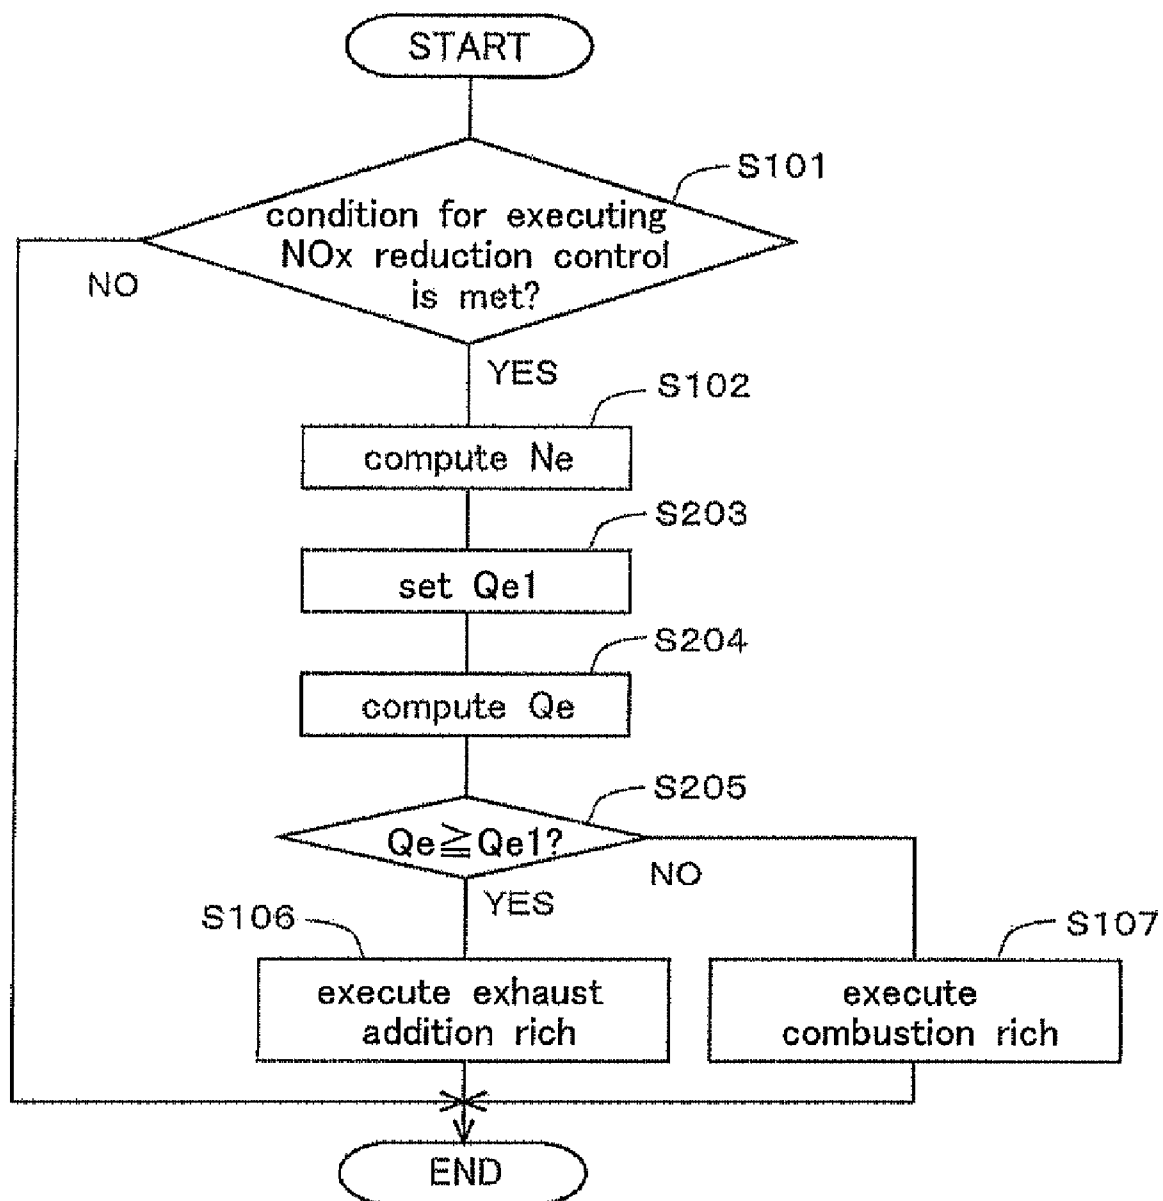 START
S101
condition for executing
NOx reduction control
is met?
NO
YES
S102
compute Ne
S203
set Qe1
S204
compute Qe
S205
Qe≧Qe1?
NO
YES
S106
S107
execute exhaust
addition rich
execute
combustion rich
END